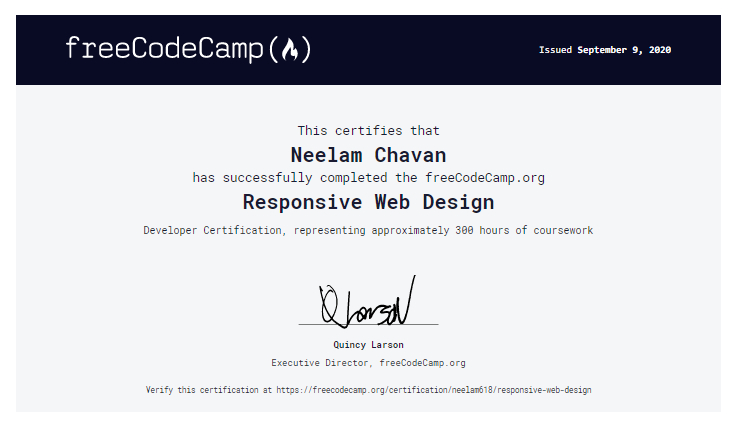 freeCodeCamp(🔥)
Issued September 9, 2020
This certifies that
Neelam Chavan
has successfully completed the freeCodeCamp.org
Responsive Web Design
Developer Certification, representing approximately 300 hours of coursework
Q Larson
Quincy Larson
Executive Director, freeCodeCamp.org
Verify this certification at https://freecodecamp.org/certification/neelam618/responsive-web-design